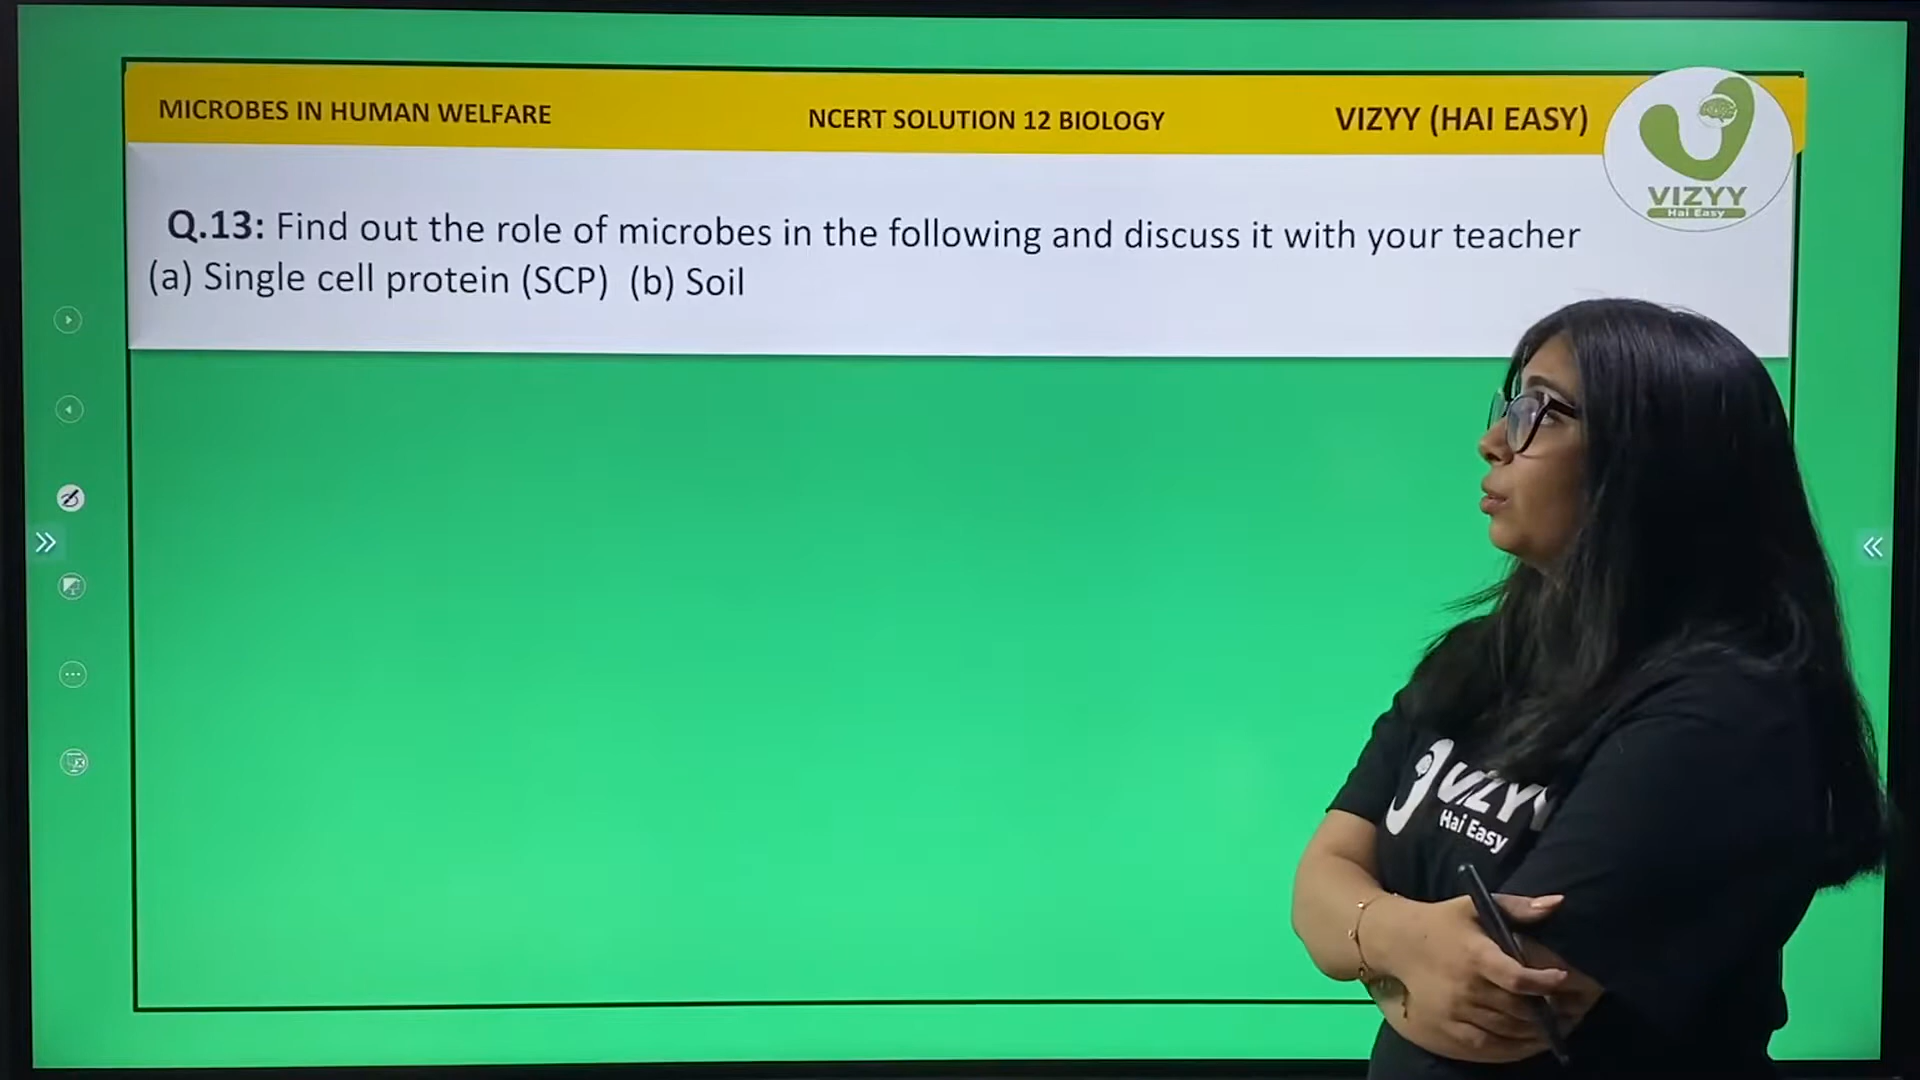 MICROBES IN HUMAN WELFARE
NCERT SOLUTION 12 BIOLOGY
VIZYY (HAI EASY)
VIZYY
Hai Easy
Q.13: Find out the role of microbes in the following and discuss it with your teacher
(a) Single cell protein (SCP) (b) Soil
VIZYY
Hai Easy